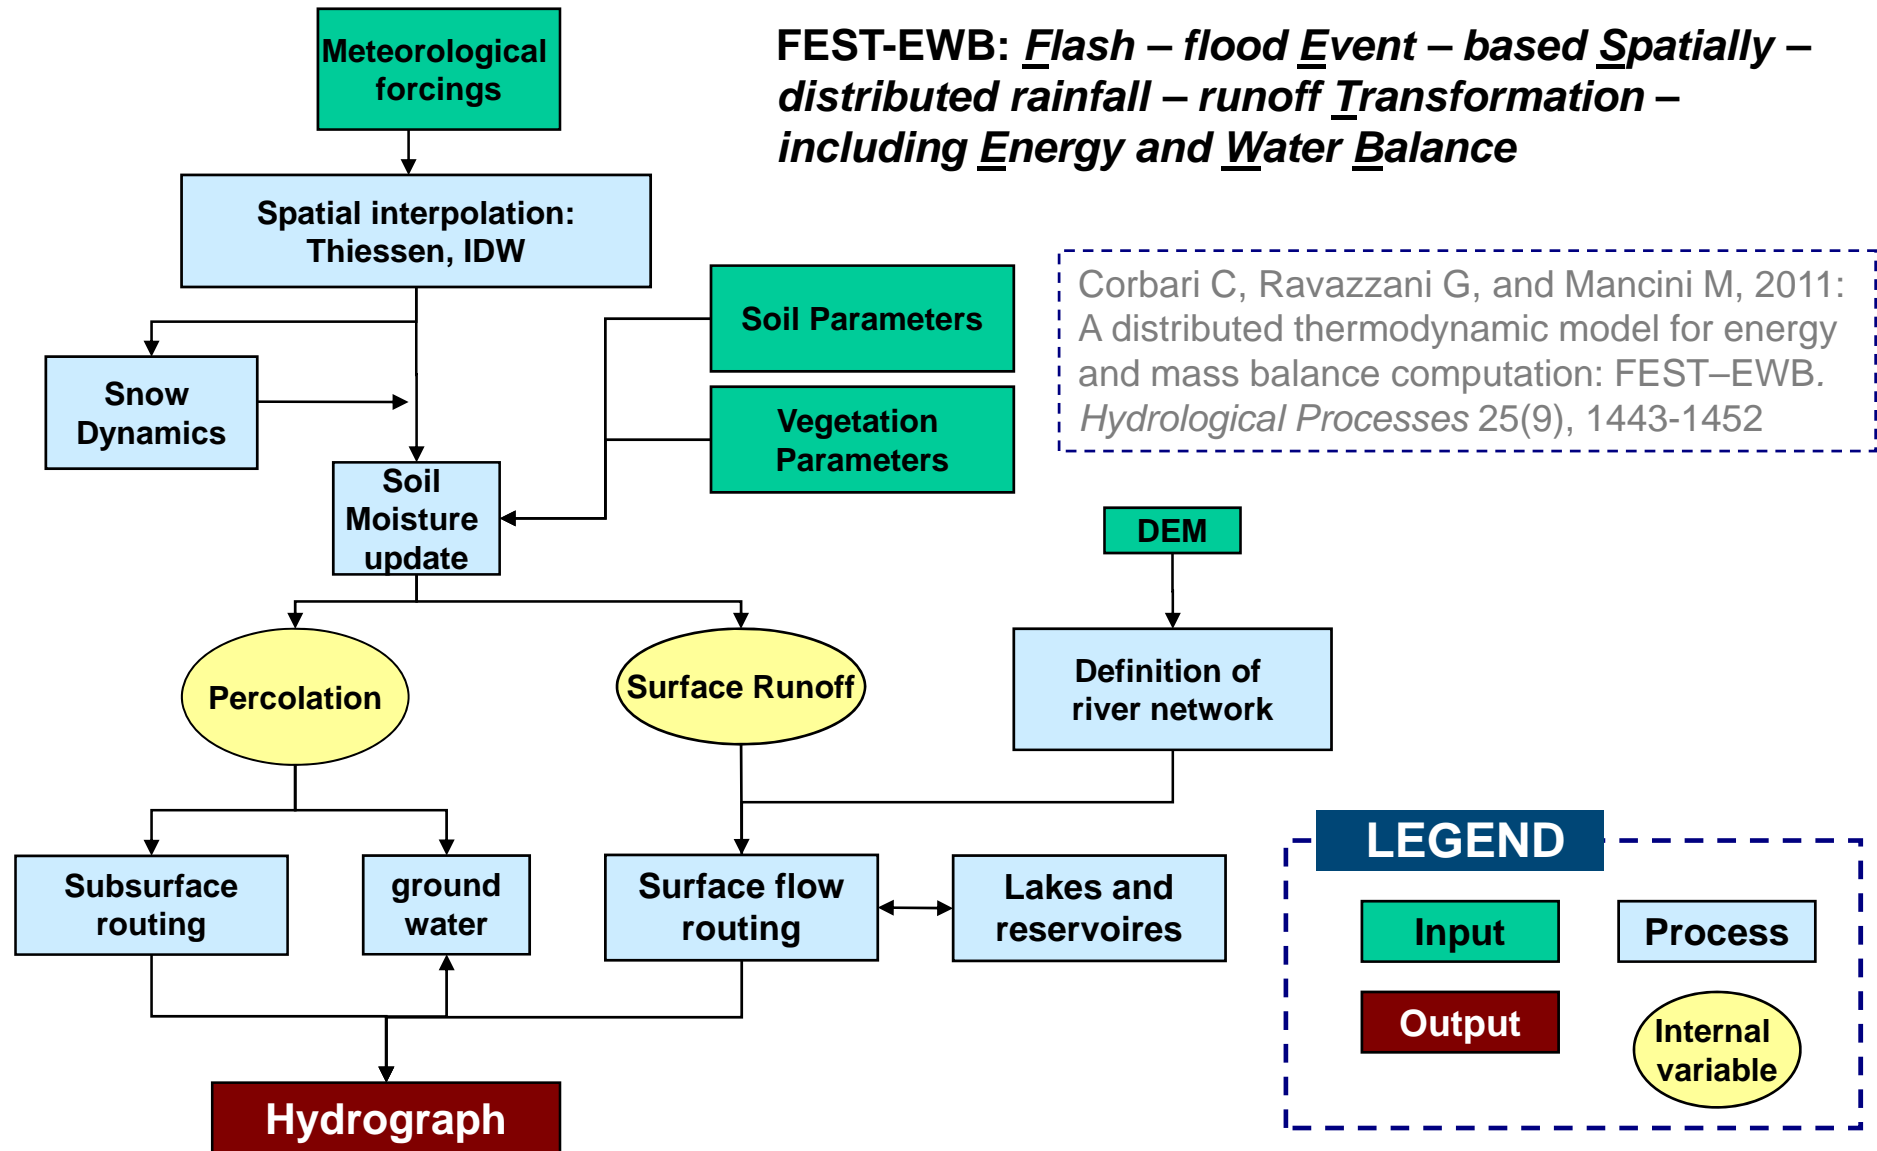 Meteorological
forcings
FEST-EWB: Flash – flood Event – based Spatially –
distributed rainfall – runoff Transformation –
including Energy and Water Balance
Spatial interpolation:
Thiessen, IDW
Soil Parameters
Corbari C, Ravazzani G, and Mancini M, 2011:
A distributed thermodynamic model for energy
and mass balance computation: FEST–EWB.
Hydrological Processes 25(9), 1443-1452
Snow
Dynamics
Vegetation
Parameters
Soil
Moisture
update
DEM
Percolation
Surface Runoff
Definition of
river network
Subsurface
routing
ground
water
Surface flow
routing
Lakes and
reservoires
LEGEND
Input
Process
Output
Internal
variable
Hydrograph